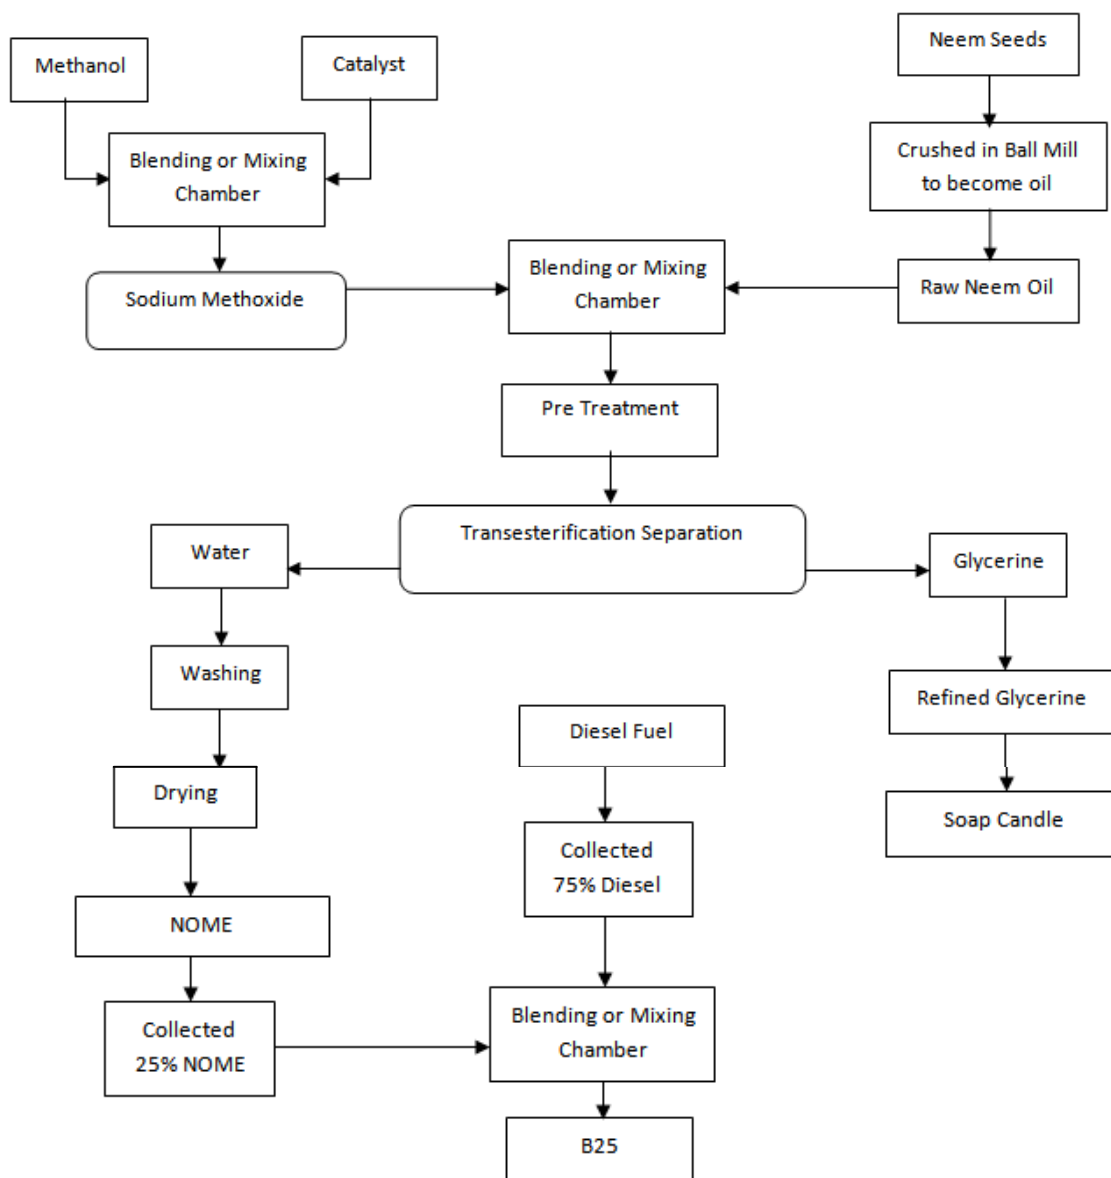 Methanol
Catalyst
Neem Seeds
Blending or Mixing
Chamber
Crushed in Ball Mill
to become oil
Sodium Methoxide
Blending or Mixing
Chamber
Raw Neem Oil
Pre Treatment
Transesterification Separation
Water
Glycerine
Washing
Refined Glycerine
Diesel Fuel
Drying
Soap Candle
Collected
75% Diesel
NOME
Collected
25% NOME
Blending or Mixing
Chamber
B25